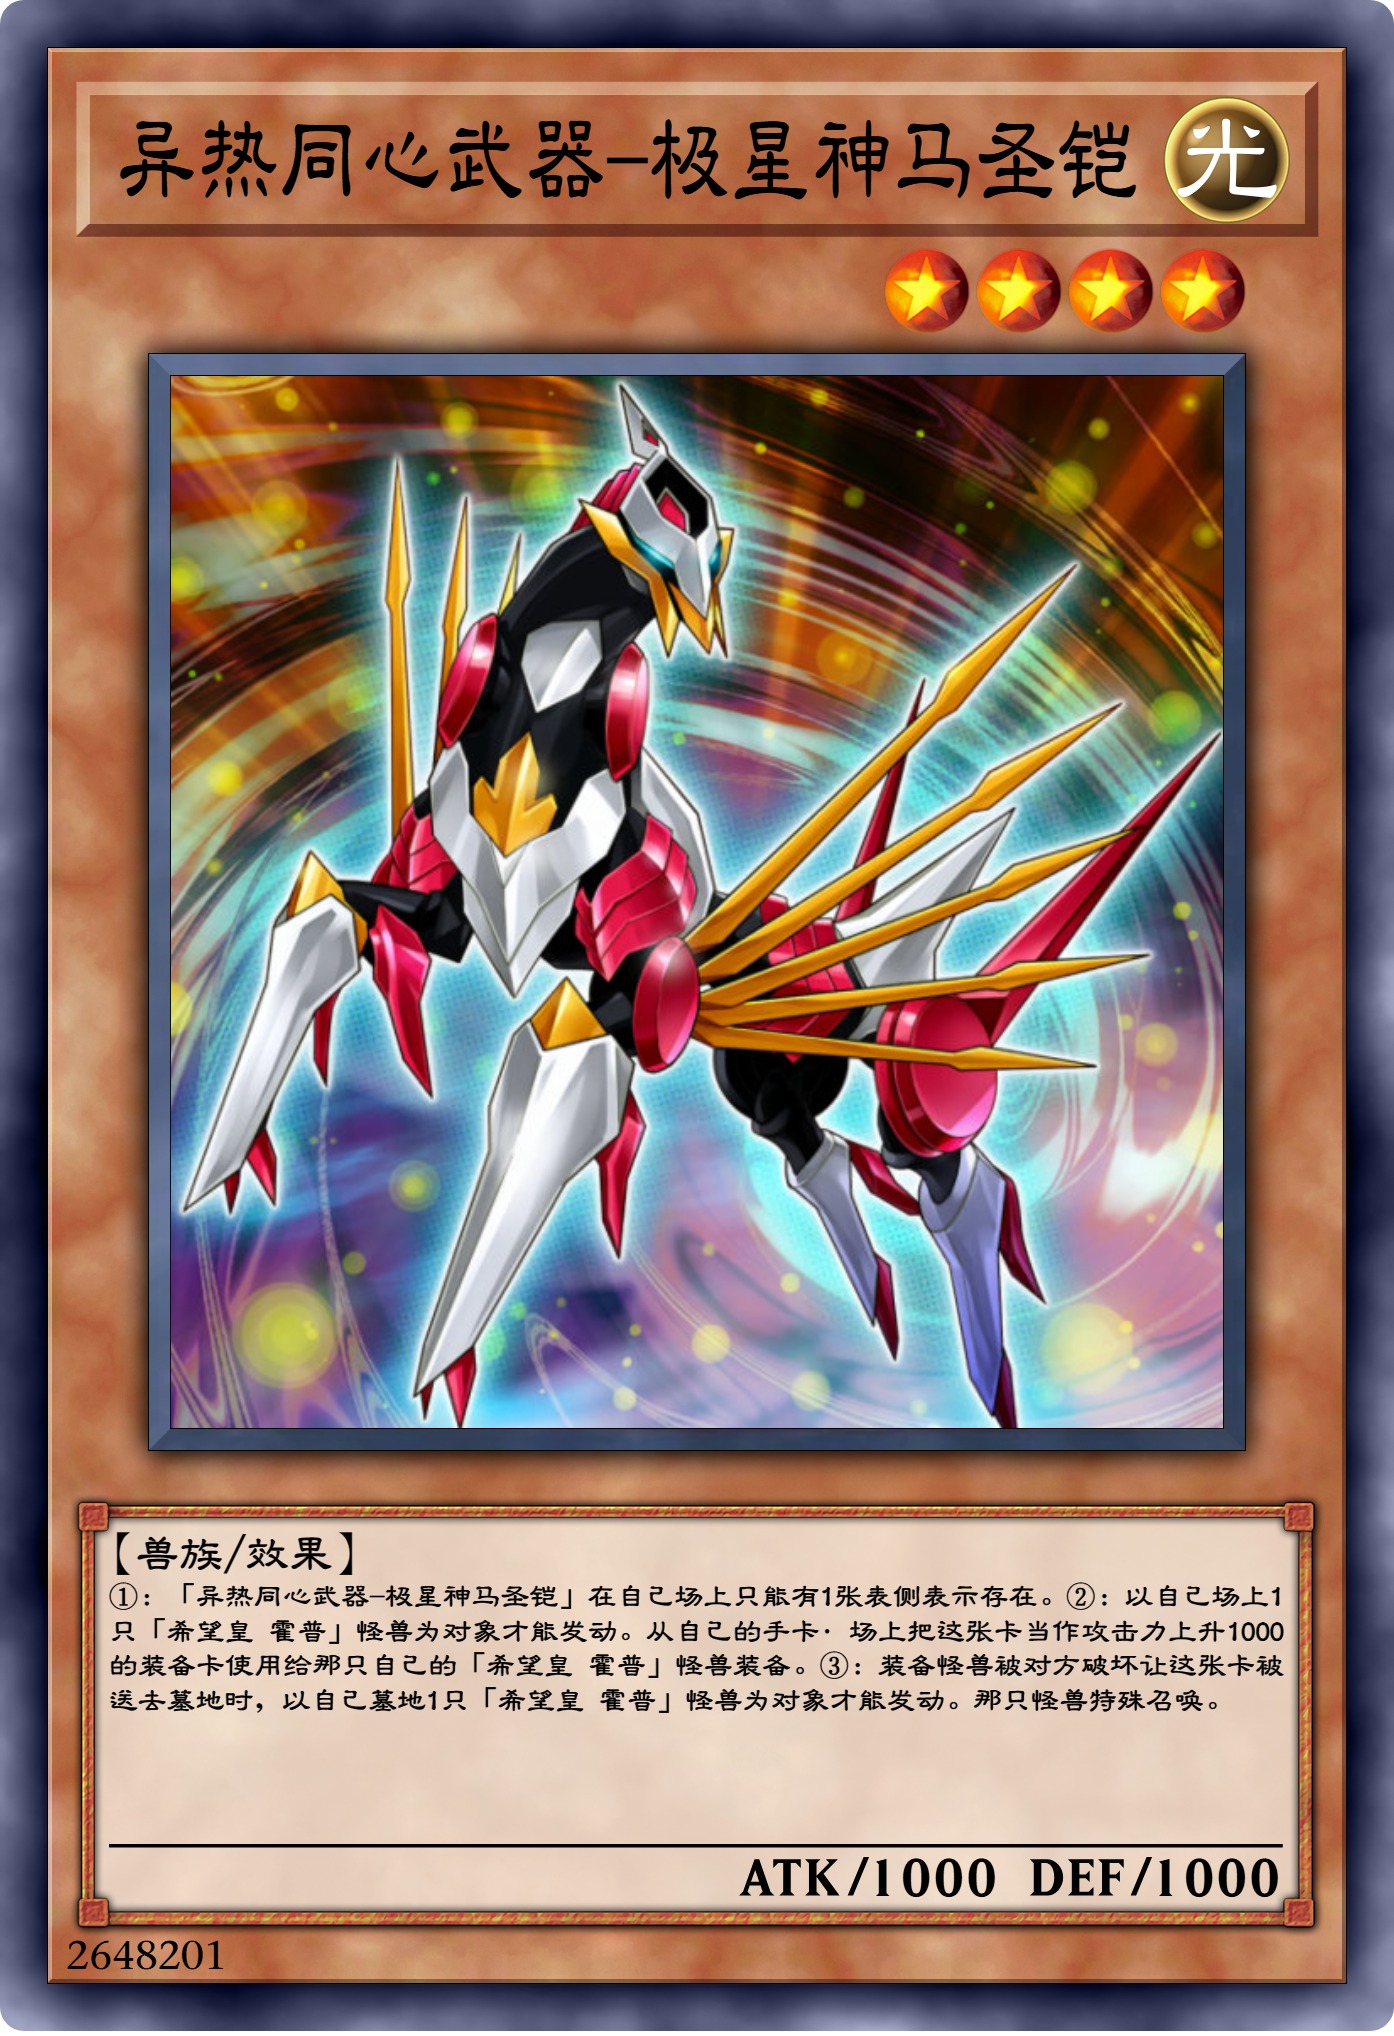 异热同心武器-极星神马圣铠 光
【兽族/效果】
①：「异热同心武器-极星神马圣铠」在自己场上只能有1张表侧表示存在。②：以自己场上1
只「希望皇 霍普」怪兽为对象才能发动。从自己的手卡·场上把这张卡当作攻击力上升1000
的装备卡使用给那只自己的「希望皇 霍普」怪兽装备。③：装备怪兽被对方破坏让这张卡被
送去墓地时，以自己墓地1只「希望皇 霍普」怪兽为对象才能发动。那只怪兽特殊召唤。
ATK/1000 DEF/1000
2648201